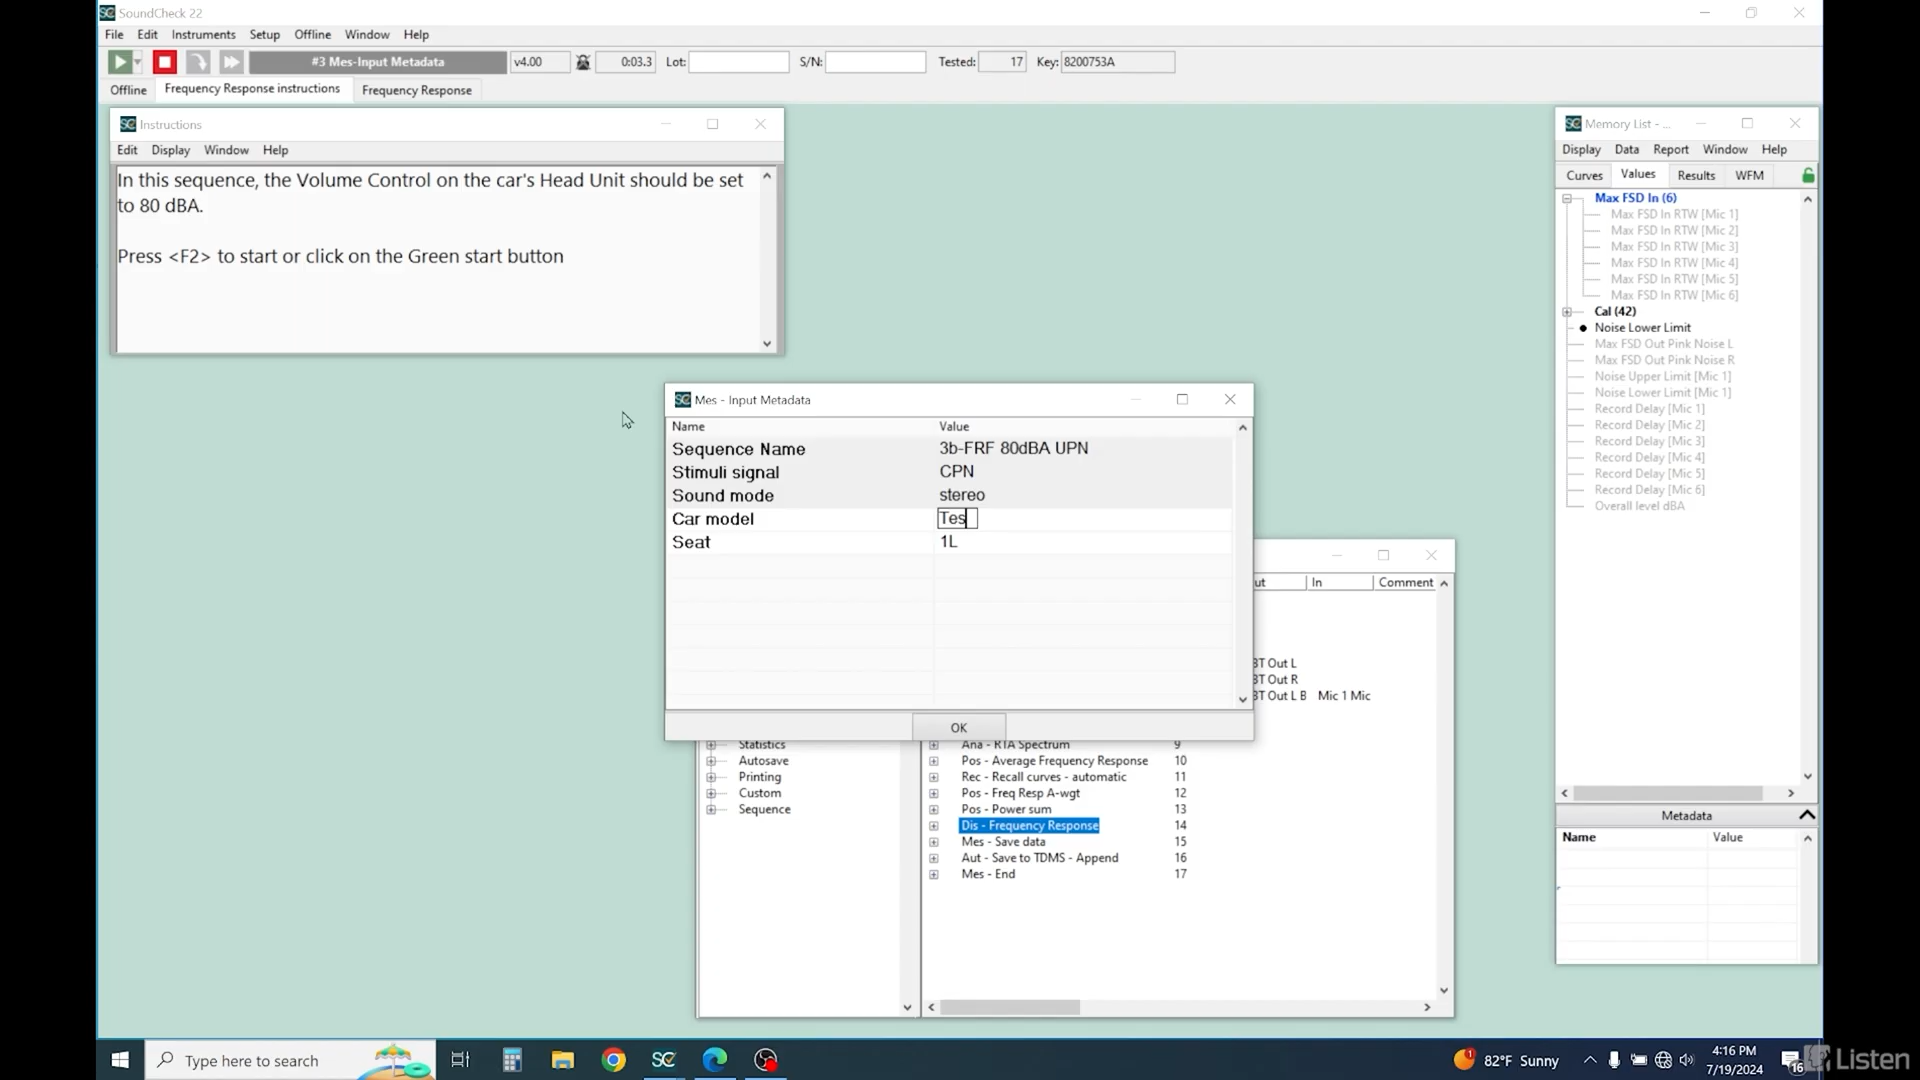 SoundCheck 22
File Edit Instruments Setup Offline Window Help
#3 Mes-Input Metadata v4.00 0:03.3 Lot: S/N: Tested: 17 Key: 8200753A
Offline Frequency Response instructions Frequency Response
Instructions
Edit Display Window Help
In this sequence, the Volume Control on the car's Head Unit should be set
to 80 dBA.
Press <F2> to start or click on the Green start button
Mes - Input Metadata
Name Value
Sequence Name 3b-FRF 80dBA UPN
Stimuli signal CPN
Sound mode stereo
Car model Tes
Seat 1L
OK
ut In Comment
BT Out L
BT Out R
BT Out L B Mic 1 Mic
Statistics
Autosave
Printing
Custom
Sequence
Ana - RTA Spectrum 9
Pos - Average Frequency Response 10
Rec - Recall curves - automatic 11
Pos - Freq Resp A-wgt 12
Pos - Power sum 13
Dis - Frequency Response 14
Mes - Save data 15
Aut - Save to TDMS - Append 16
Mes - End 17
Memory List - ...
Display Data Report Window Help
Curves Values Results WFM
Max FSD In (6)
Max FSD In RTW [Mic 1]
Max FSD In RTW [Mic 2]
Max FSD In RTW [Mic 3]
Max FSD In RTW [Mic 4]
Max FSD In RTW [Mic 5]
Max FSD In RTW [Mic 6]
Cal (42)
Noise Lower Limit
Max FSD Out Pink Noise L
Max FSD Out Pink Noise R
Noise Upper Limit [Mic 1]
Noise Lower Limit [Mic 1]
Record Delay [Mic 1]
Record Delay [Mic 2]
Record Delay [Mic 3]
Record Delay [Mic 4]
Record Delay [Mic 5]
Record Delay [Mic 6]
Overall level dBA
Metadata
Name Value
Type here to search
82°F Sunny
4:16 PM
7/19/2024
16
Listen